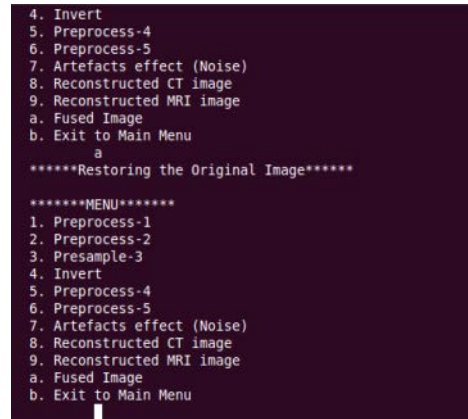 4. Invert
5. Preprocess-4
6. Preprocess-5
7. Artefacts effect (Noise)
8. Reconstructed CT image
9. Reconstructed MRI image
a. Fused Image
b. Exit to Main Menu
a
******Restoring the Original Image******
*******MENU*******
1. Preprocess-1
2. Preprocess-2
3. Presample-3
4. Invert
5. Preprocess-4
6. Preprocess-5
7. Artefacts effect (Noise)
8. Reconstructed CT image
9. Reconstructed MRI image
a. Fused Image
b. Exit to Main Menu